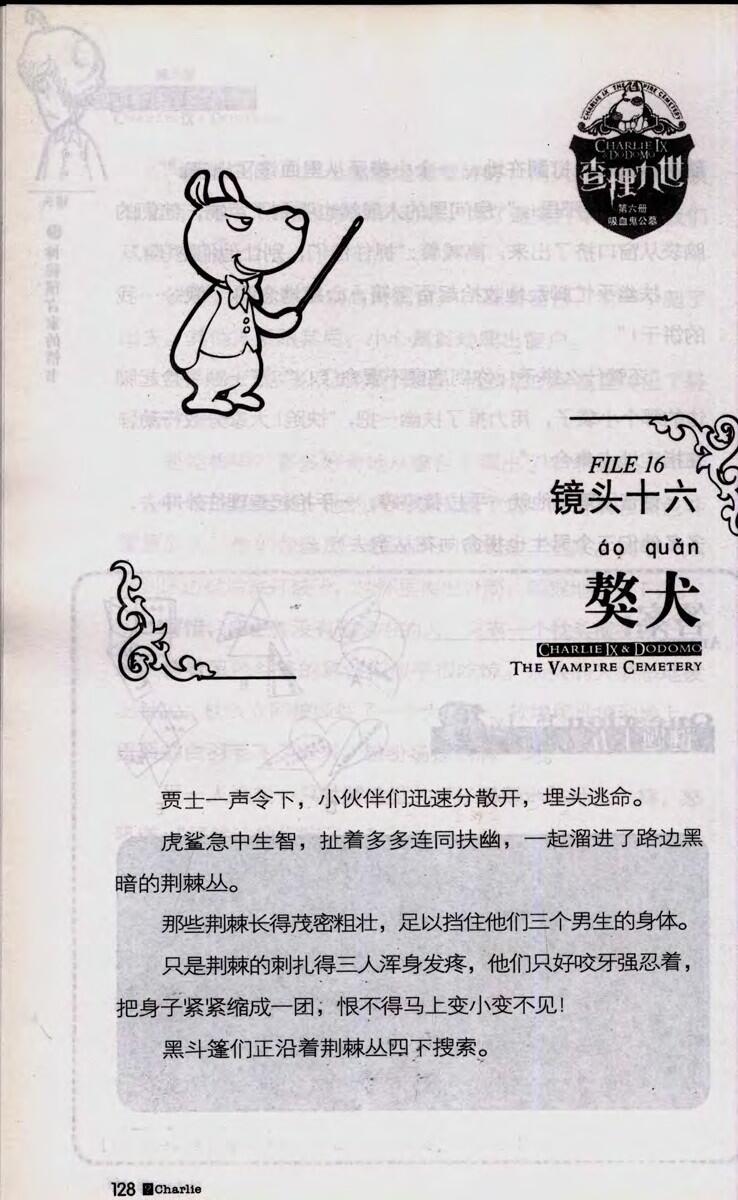 CHARLIE IX THE VAMPIRE CEMETERY
CHARLIE IX
& DODOMO
查理九世
第六册
吸血鬼公墓
FILE 16
镜头十六
áo quǎn
獒犬
CHARLIE IX & DODOMO
THE VAMPIRE CEMETERY
贾士一声令下，小伙伴们迅速分散开，埋头逃命。
虎鲨急中生智，扯着多多连同扶幽，一起溜进了路边黑
暗的荆棘丛。
那些荆棘长得茂密粗壮，足以挡住他们三个男生的身体。
只是荆棘的刺扎得三人浑身发疼，他们只好咬牙强忍着，
把身子紧紧缩成一团；恨不得马上变小变不见！
黑斗篷们正沿着荆棘丛四下搜索。
128 Charlie